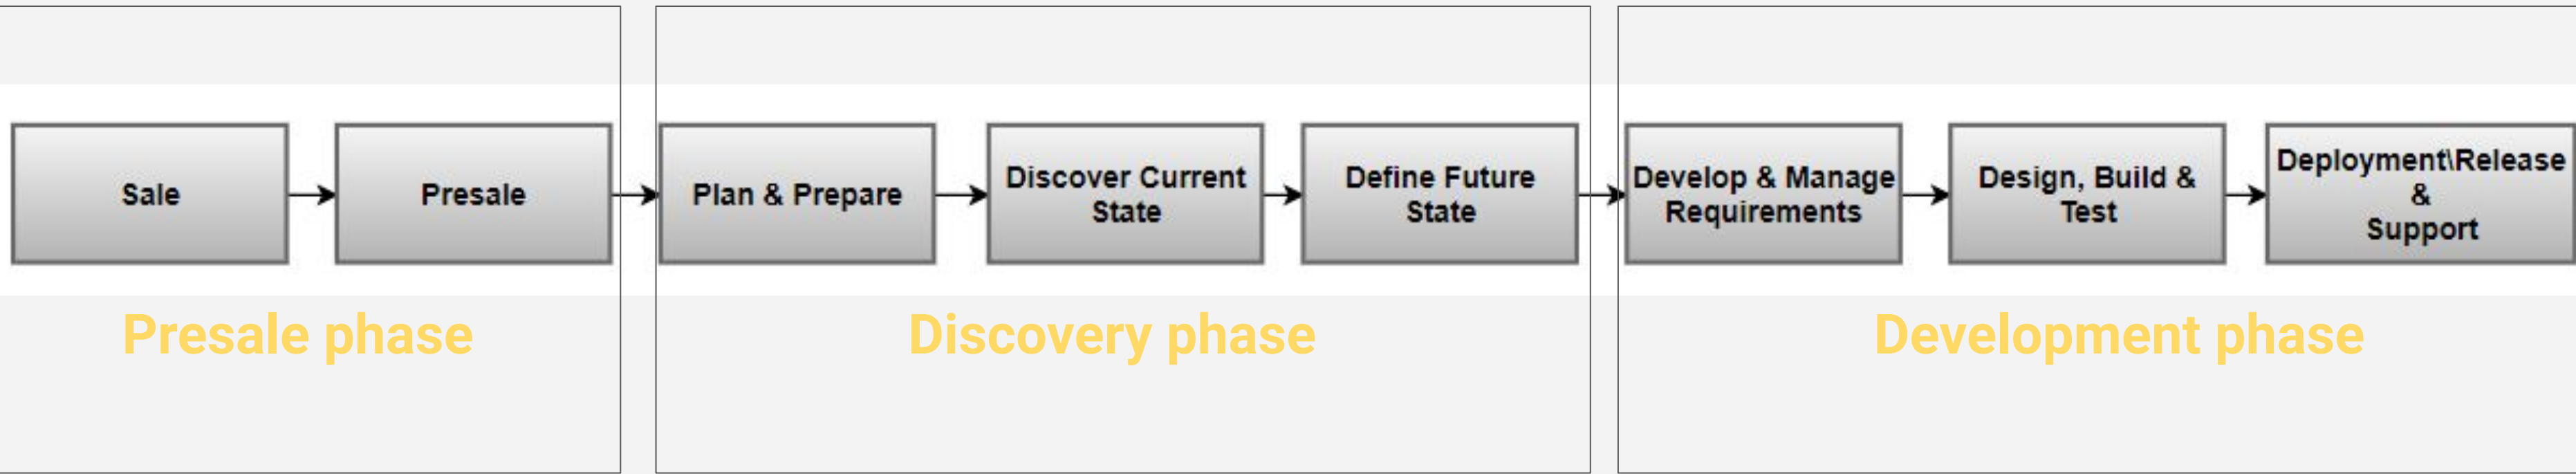 Sale
Presale
Plan & Prepare
Discover Current
State
Define Future
State
Develop & Manage
Requirements
Design, Build &
Test
Deployment\Release
&
Support
Presale phase
Discovery phase
Development phase